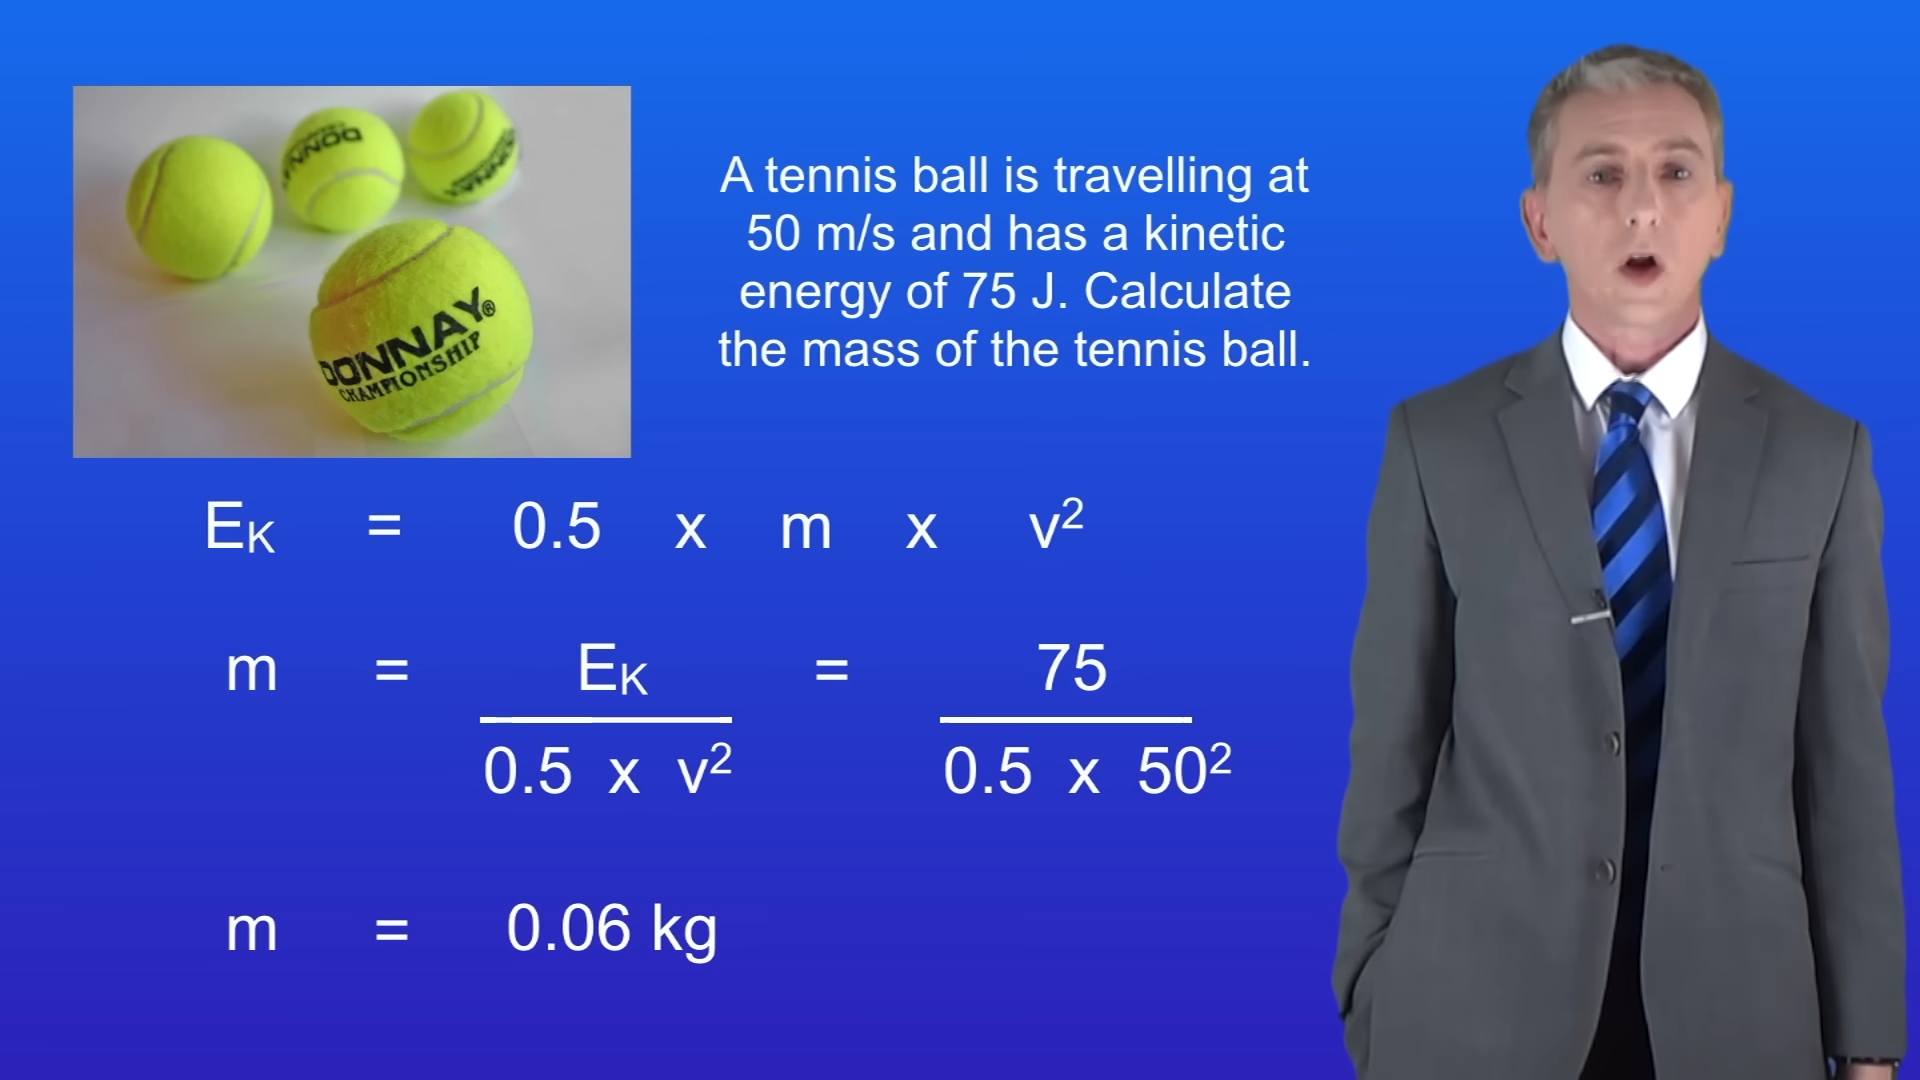 DONNAY®
CHAMPIONSHIP
DONNA
A tennis ball is travelling at
50 m/s and has a kinetic
energy of 75 J. Calculate
the mass of the tennis ball.
Eₖ = 0.5 x m x v²
m = Eₖ = 75
0.5 x v² 0.5 x 50²
m = 0.06 kg